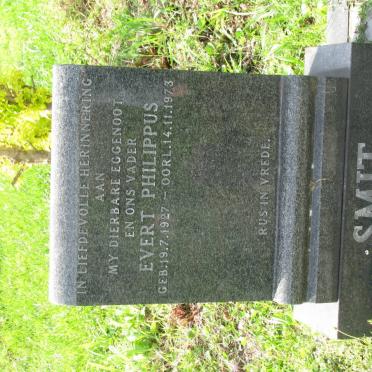 IN LIEFDEVOLLE HERINNERING
AAN
MY DIERBARE EGGENOOT
EN ONS VADER
EVERT PHILIPPUS
GEB. 19.7.1927 – OORL. 14.11.1973
RUS IN VREDE.
SMIT